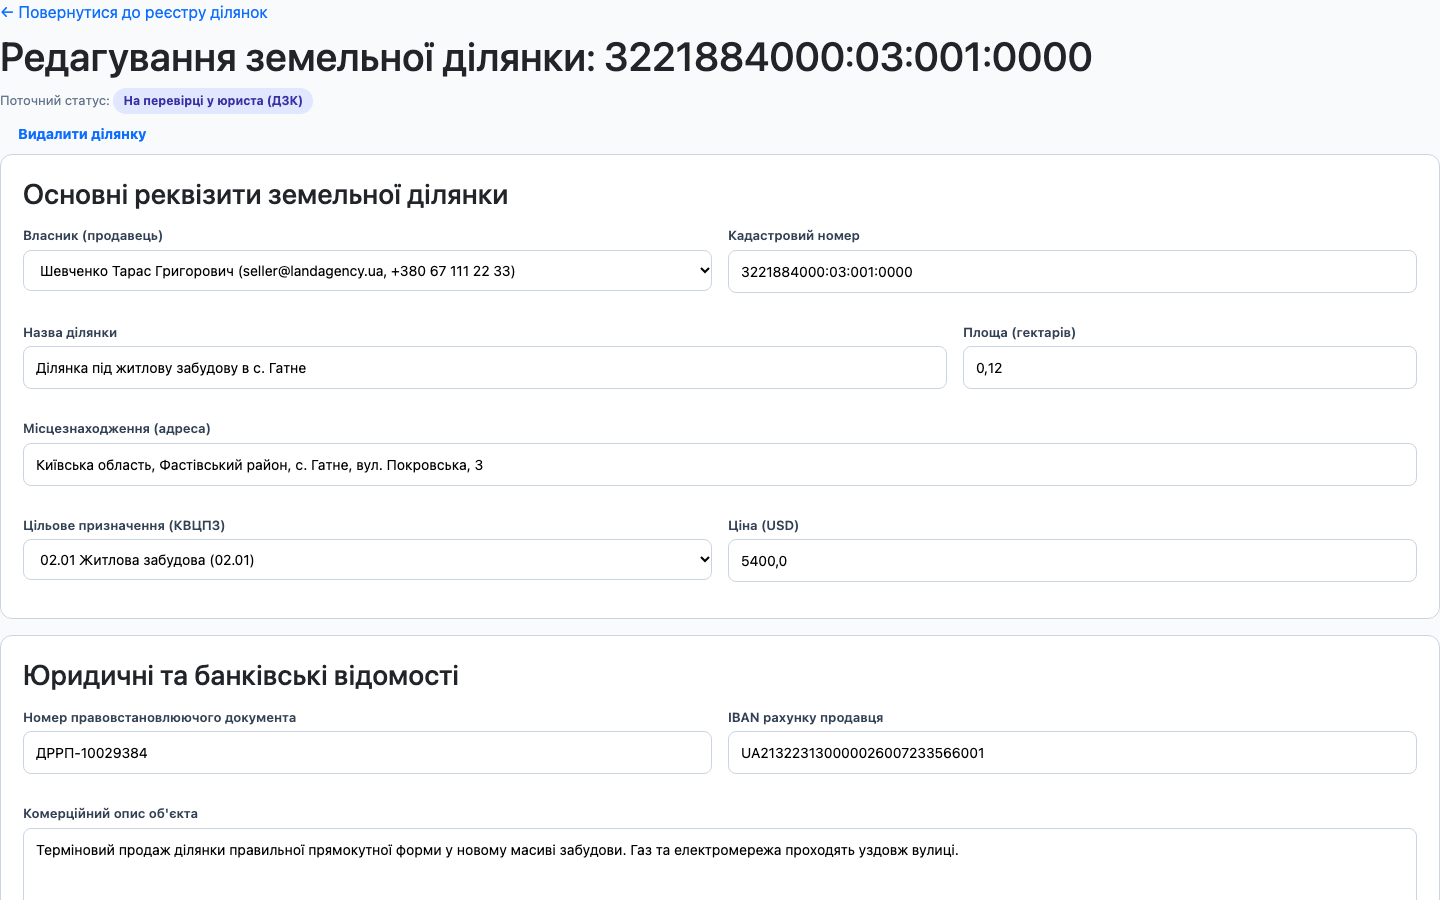 ← Повернутися до реєстру ділянок
Редагування земельної ділянки: 3221884000:03:001:0000
Поточний статус: На перевірці у юриста (ДЗК)
Видалити ділянку
Основні реквізити земельної ділянки
Власник (продавець) Кадастровий номер
Шевченко Тарас Григорович (seller@landagency.ua, +380 67 111 22 33) 3221884000:03:001:0000
Назва ділянки Площа (гектарів)
Ділянка під житлову забудову в с. Гатне 0,12
Місцезнаходження (адреса)
Київська область, Фастівський район, с. Гатне, вул. Покровська, 3
Цільове призначення (КВЦПЗ) Ціна (USD)
02.01 Житлова забудова (02.01) 5400,0
Юридичні та банківські відомості
Номер правовстановлюючого документа IBAN рахунку продавця
ДРРП-10029384 UA213223130000026007233566001
Комерційний опис об'єкта
Терміновий продаж ділянки правильної прямокутної форми у новому масиві забудови. Газ та електромережа проходять уздовж вулиці.